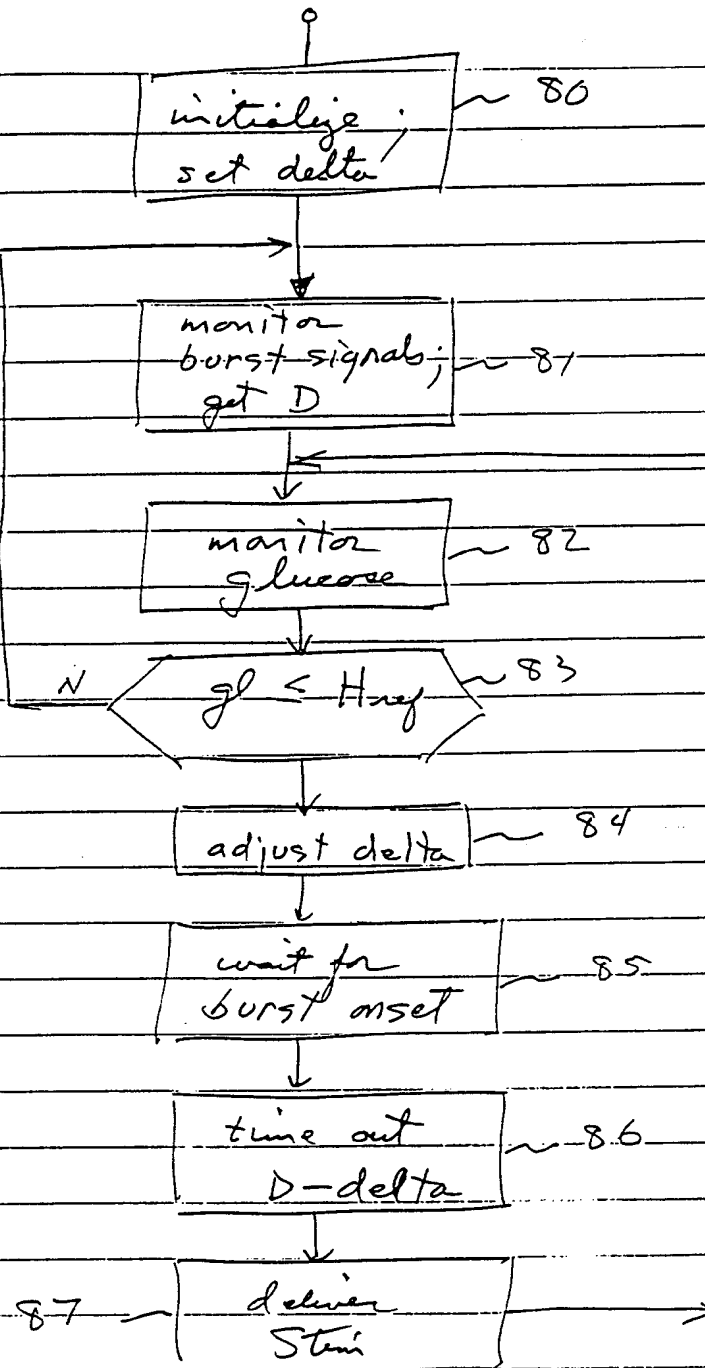 initialize; 80
set delta
monitor
burst signals; 81
get D
monitor 82
glucose
N gl < Href 83
adjust delta 84
wait for 85
burst onset
time out 86
D-delta
87 deliver
Stim